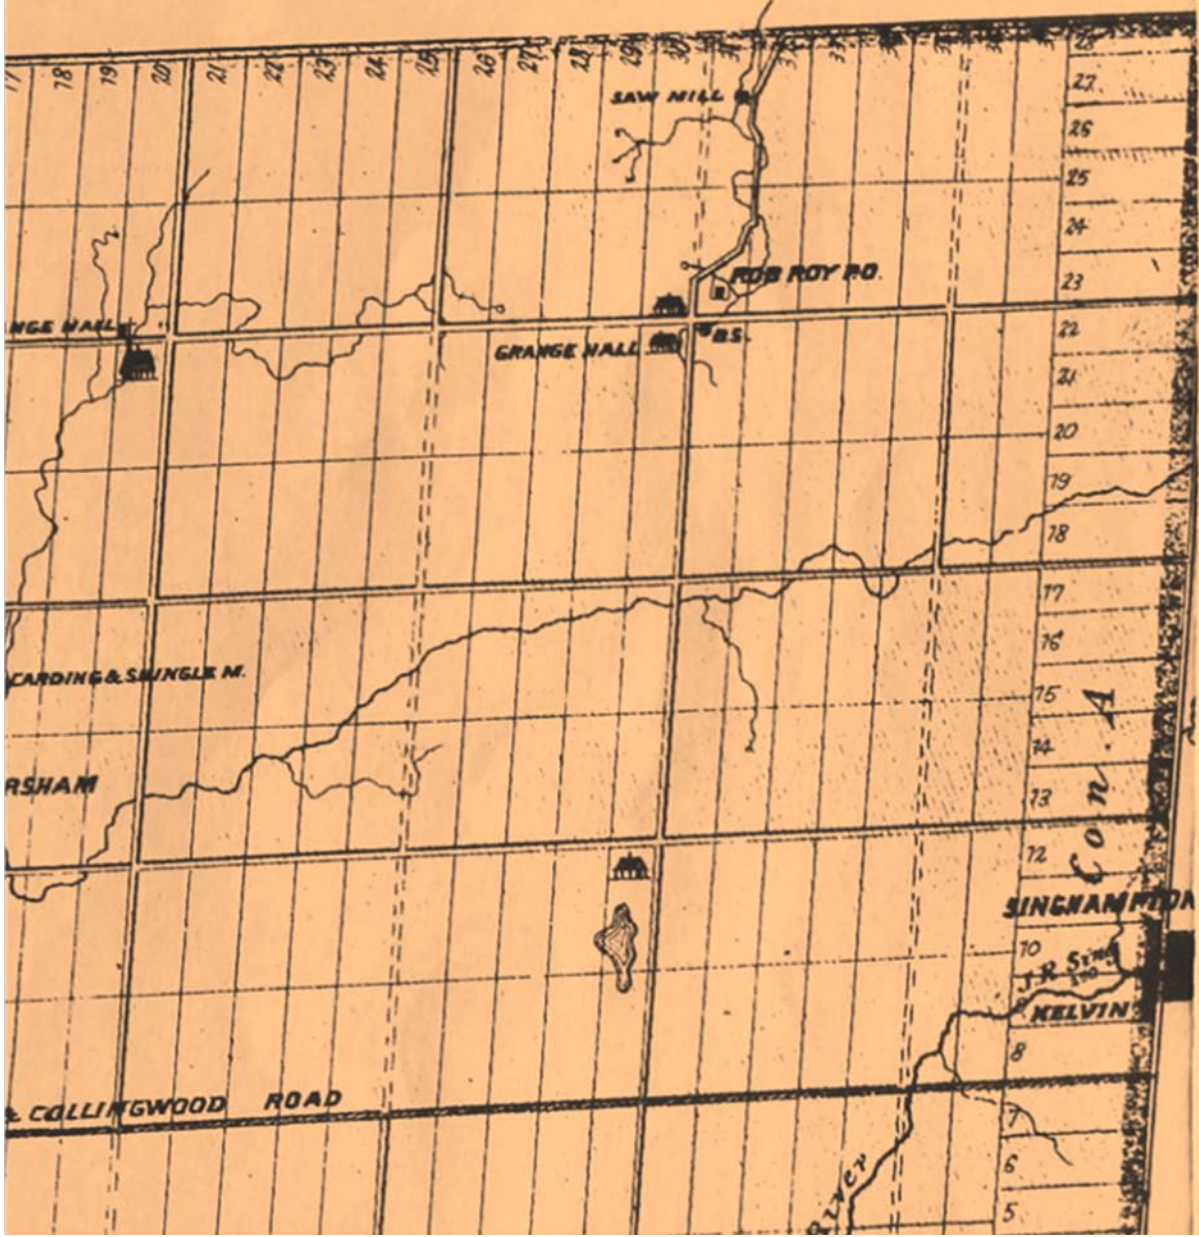 17 18 19 20 21 22 23 24 25 26 27 28 29 30 31 32 33
28
27
SAW MILL
26
25
24
ROB ROY P.O.
23
NGE HALL
22
B.S.
GRANGE HALL
21
20
19
18
17
16
CARDING & SHINGLE M.
15
Con. A
14
RSHAM
13
12
SINGHAMPTON
10
J.R.
KELVIN
8
& COLLINGWOOD ROAD
7
6
River
5